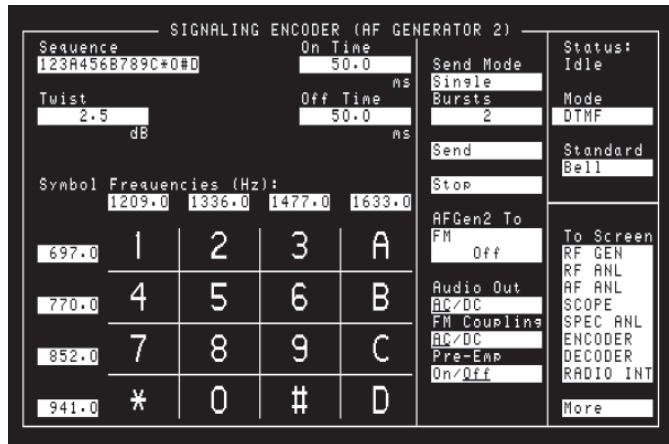 SIGNALING ENCODER (AF GENERATOR 2)
Sequence
123A456B789C*0#D
On Time
50.0
ms
Twist
2.5
dB
Off Time
50.0
ms
Symbol Frequencies (Hz):
1209.0 1336.0 1477.0 1633.0
697.0 1 2 3 A
770.0 4 5 6 B
852.0 7 8 9 C
941.0 * 0 # D
Send Mode
Single
Bursts
2
Send
Stop
AFGen2 To
FM
Off
Audio Out
AC/DC
FM Coupling
AC/DC
Pre-Emp
On/Off
Status:
Idle
Mode
DTMF
Standard
Bell
To Screen
RF GEN
RF ANL
AF ANL
SCOPE
SPEC ANL
ENCODER
DECODER
RADIO INT
More